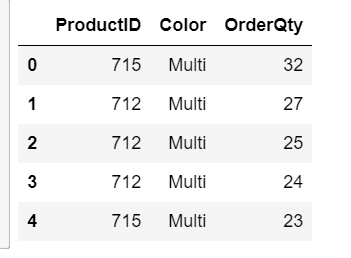 ProductID Color OrderQty
0 715 Multi 32
1 712 Multi 27
2 712 Multi 25
3 712 Multi 24
4 715 Multi 23